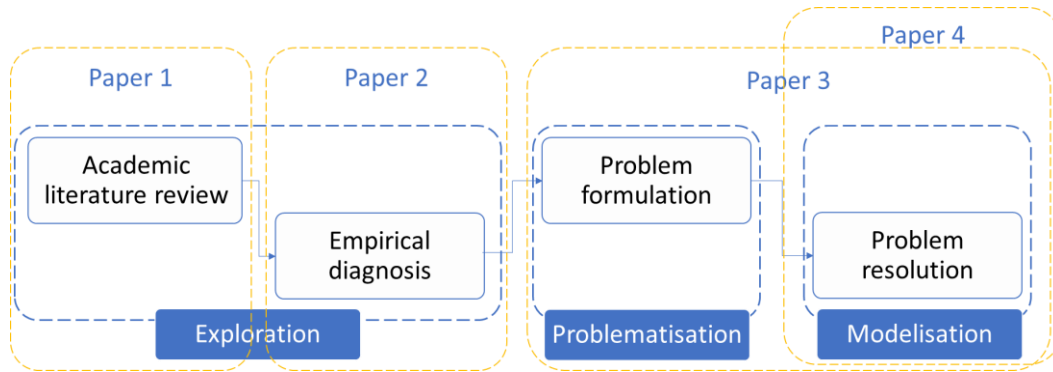 Paper 4
Paper 1
Paper 2
Paper 3
Academic
literature review
Empirical
diagnosis
Problem
formulation
Problem
resolution
Exploration
Problematisation
Modelisation